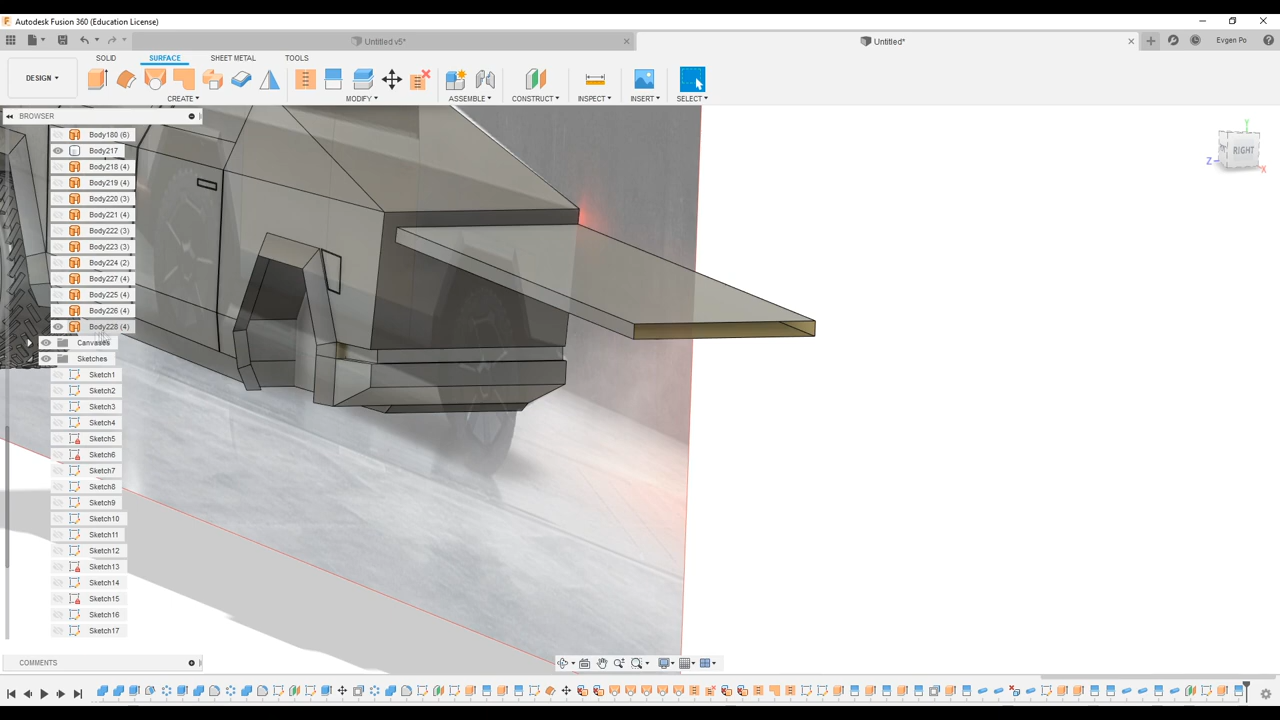 Autodesk Fusion 360 (Education License)
Untitled v5*
Untitled*
Evgen Po
DESIGN
SOLID
SURFACE
SHEET METAL
TOOLS
CREATE
MODIFY
ASSEMBLE
CONSTRUCT
INSPECT
INSERT
SELECT
BROWSER
Body180 (6)
Body217
Body218 (4)
Body219 (4)
Body220 (3)
Body221 (4)
Body222 (3)
Body223 (3)
Body224 (2)
Body227 (4)
Body225 (4)
Body226 (4)
Body228 (4)
Canvases
Sketches
Sketch1
Sketch2
Sketch3
Sketch4
Sketch5
Sketch6
Sketch7
Sketch8
Sketch9
Sketch10
Sketch11
Sketch12
Sketch13
Sketch14
Sketch15
Sketch16
Sketch17
Y
RIGHT
Z
X
COMMENTS